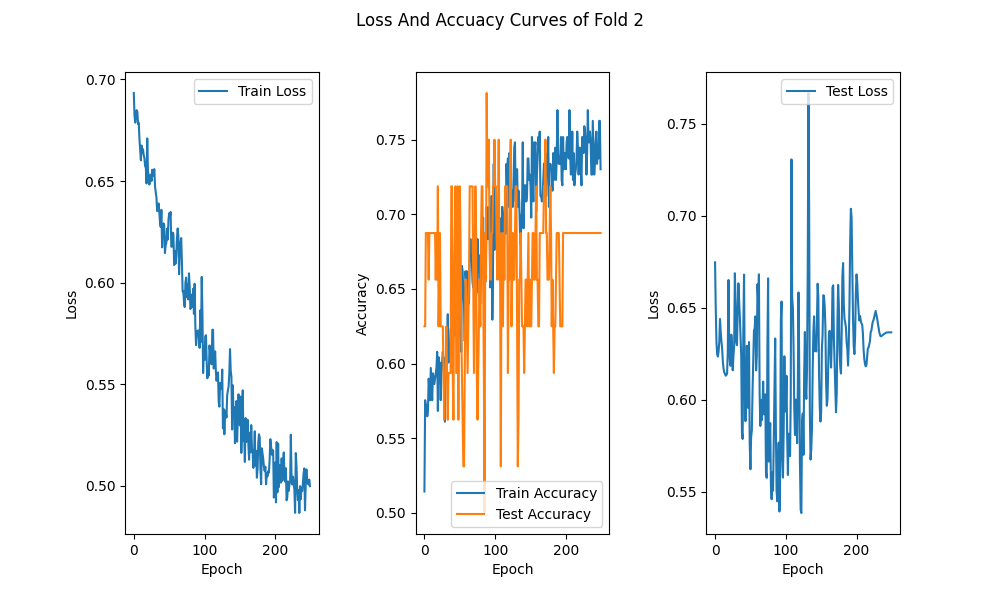 Loss And Accuacy Curves of Fold 2
0.70
0.65
0.60
0.55
0.50
Loss
0 100 200
Epoch
Train Loss
0.75
0.70
0.65
0.60
0.55
0.50
Accuracy
0 100 200
Epoch
Train Accuracy
Test Accuracy
0.75
0.70
0.65
0.60
0.55
Loss
0 100 200
Epoch
Test Loss